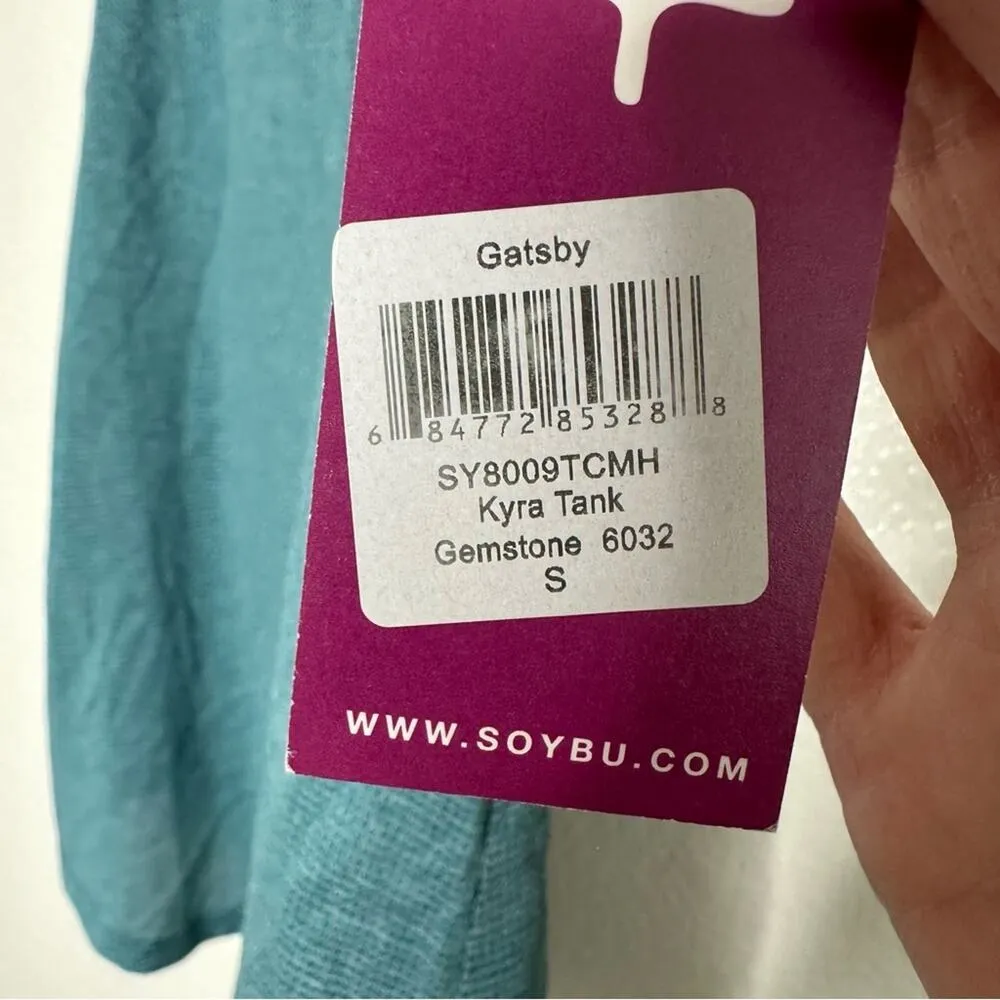 Gatsby
6 84772 85328 8
SY8009TCMH
Kyra Tank
Gemstone 6032
S
WWW.SOYBU.COM